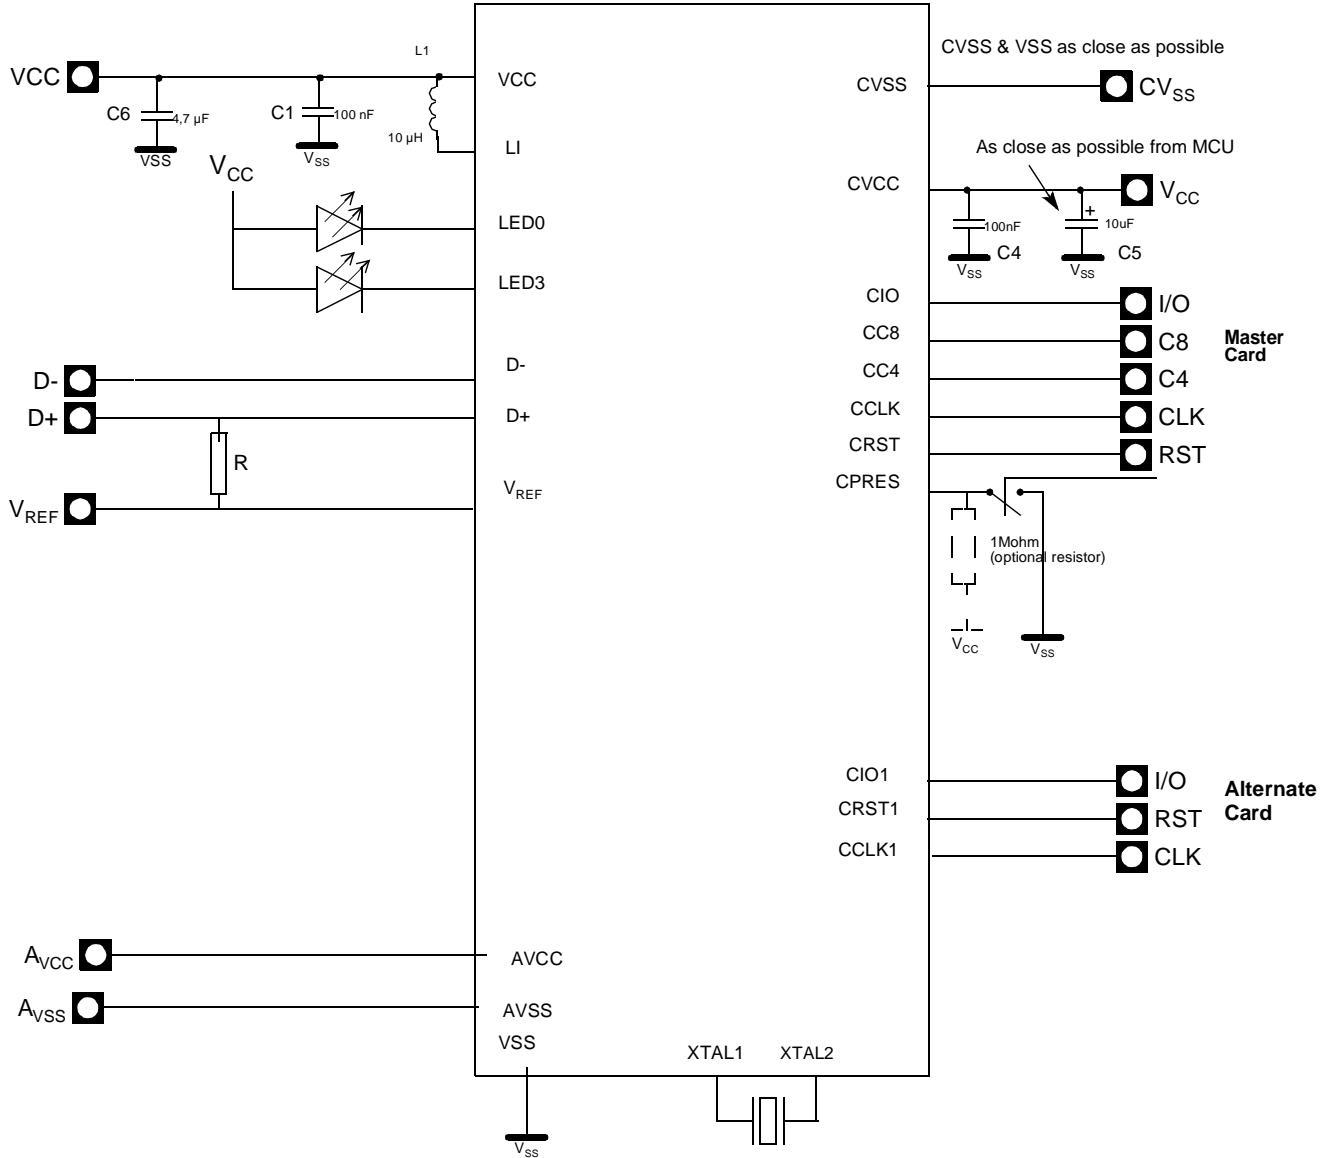 L1
CVSS & VSS as close as possible
VCC
VCC
CVSS
CV_SS
C6
4,7 µF
C1
100 nF
10 µH
VSS
V_SS
LI
V_CC
As close as possible from MCU
CVCC
V_CC
LED0
+
100nF
10uF
C4
C5
V_SS
V_SS
LED3
CIO
I/O
CC8
C8
Master
Card
D-
D-
CC4
C4
D+
D+
CCLK
CLK
CRST
RST
R
CPRES
V_REF
V_REF
1Mohm
(optional resistor)
V_CC
V_SS
CIO1
I/O
Alternate
Card
CRST1
RST
CCLK1
CLK
A_VCC
AVCC
A_VSS
AVSS
VSS
XTAL1
XTAL2
V_SS